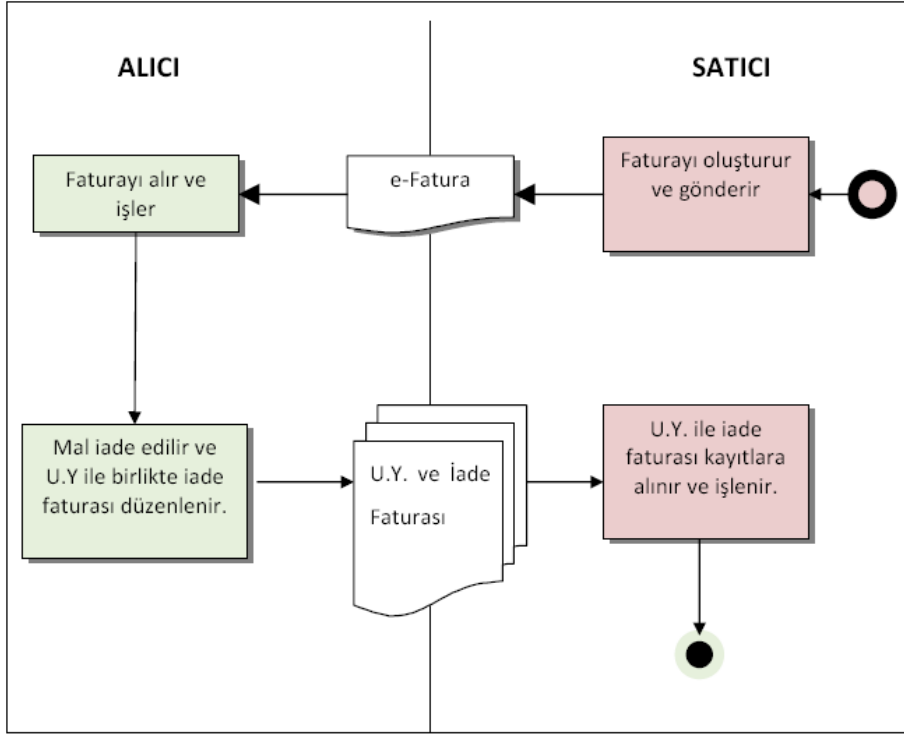 ALICI
SATICI
Faturayı alır ve
işler
e-Fatura
Faturayı oluşturur
ve gönderir
Mal iade edilir ve
U.Y ile birlikte iade
faturası düzenlenir.
U.Y. ve İade
Faturası
U.Y. ile iade
faturası kayıtlara
alınır ve işlenir.